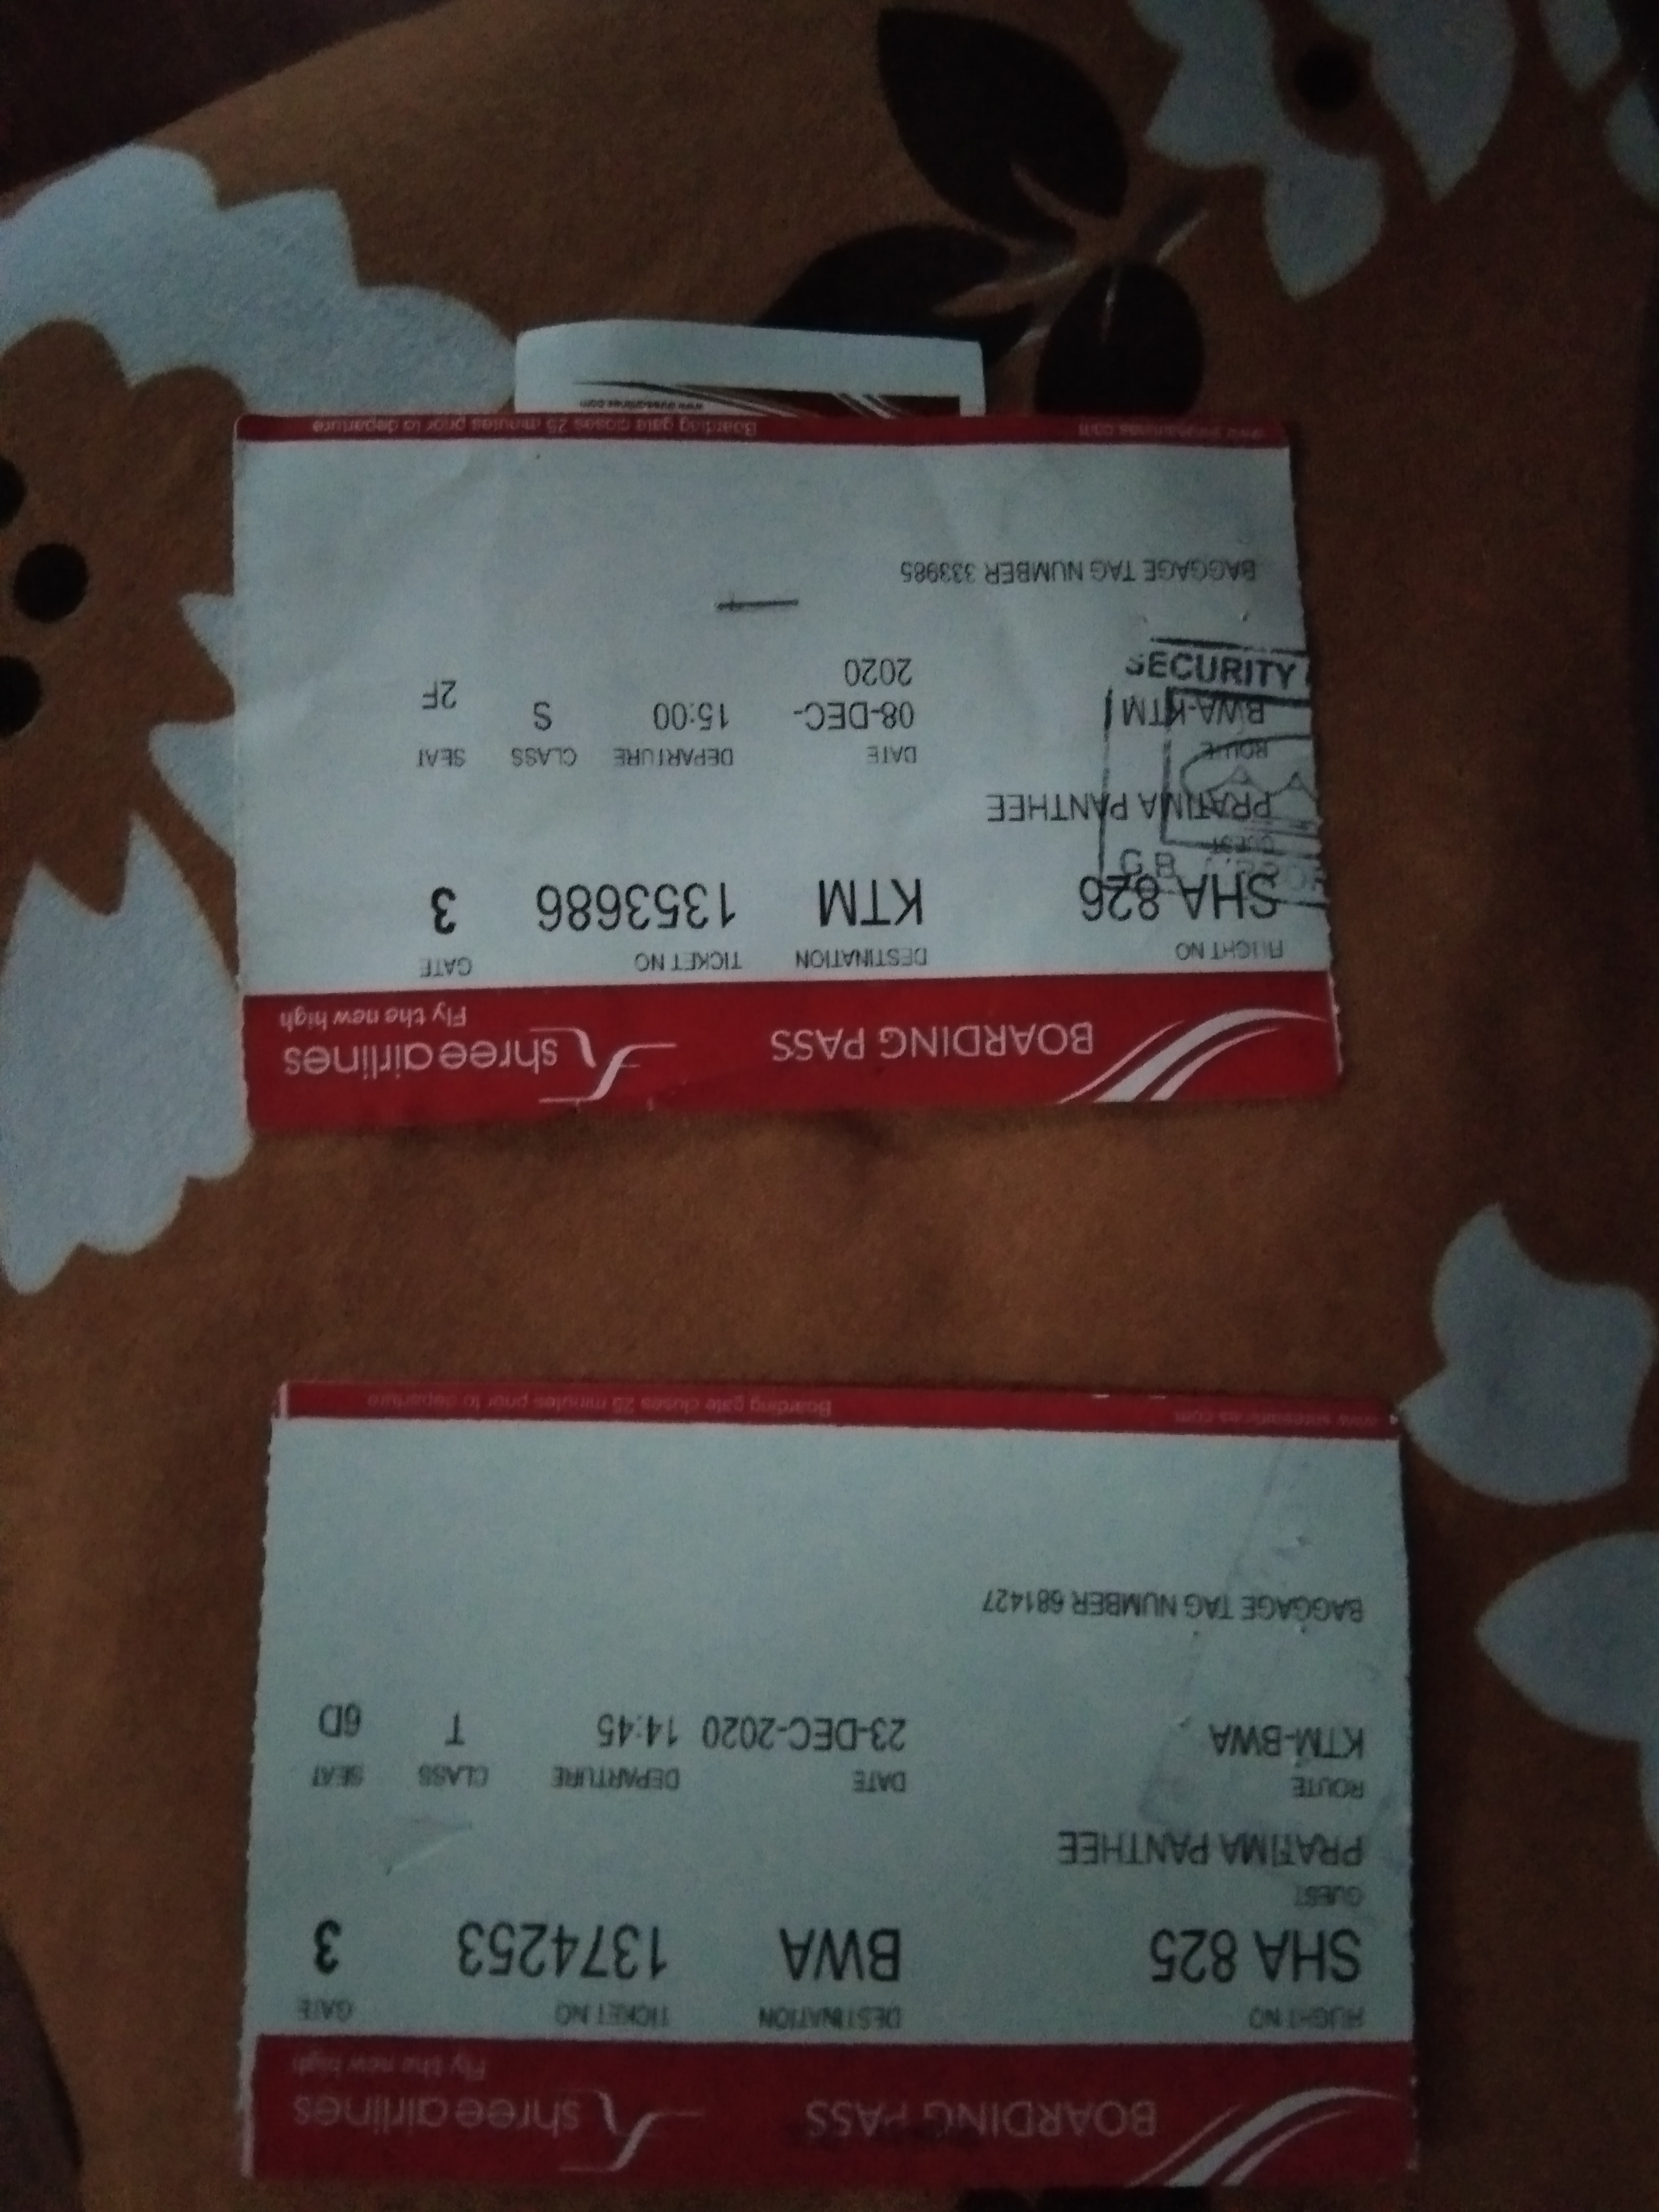 BOARDING PASS
shreeairlines
Fly the new high
FLIGHT NO DESTINATION TICKET NO GATE
SHA 825 BWA 1374253 3
GUEST
PRATIMA PANTHEE
ROUTE DATE DEPARTURE CLASS SEAT
KTM-BWA 23-DEC-2020 14:45 T 6D
BAGGAGE TAG NUMBER 681427
www.shreeairlines.com Boarding gate closes 25 minutes prior to departure
BOARDING PASS
shreeairlines
Fly the new high
FLIGHT NO DESTINATION TICKET NO GATE
SHA 826 KTM 1353686 3
GUEST
PRATIMA PANTHEE
ROUTE DATE DEPARTURE CLASS SEAT
BWA-KTM 08-DEC- 15:00 S 2F
2020
SECURITY
BAGGAGE TAG NUMBER 333985
www.shreeairlines.com Boarding gate closes 25 minutes prior to departure